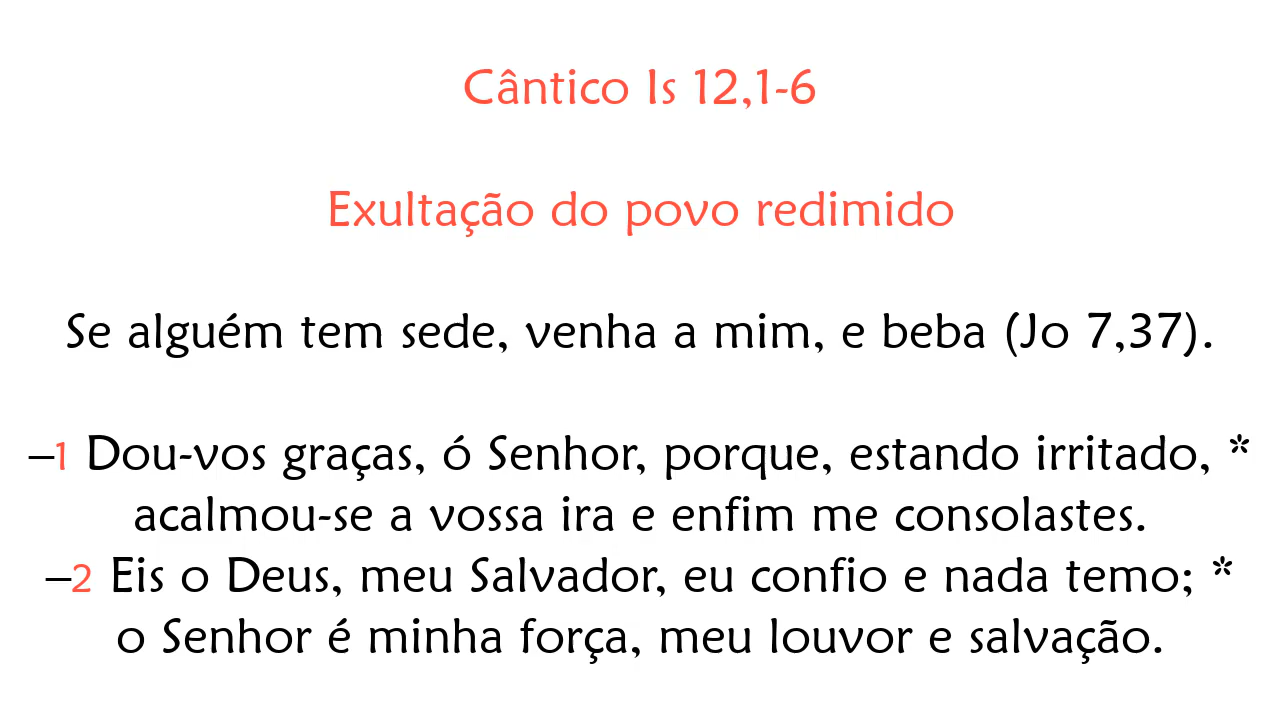 Cântico Is 12,1-6
Exultação do povo redimido
Se alguém tem sede, venha a mim, e beba (Jo 7,37).
–1 Dou-vos graças, ó Senhor, porque, estando irritado, *
acalmou-se a vossa ira e enfim me consolastes.
–2 Eis o Deus, meu Salvador, eu confio e nada temo; *
o Senhor é minha força, meu louvor e salvação.